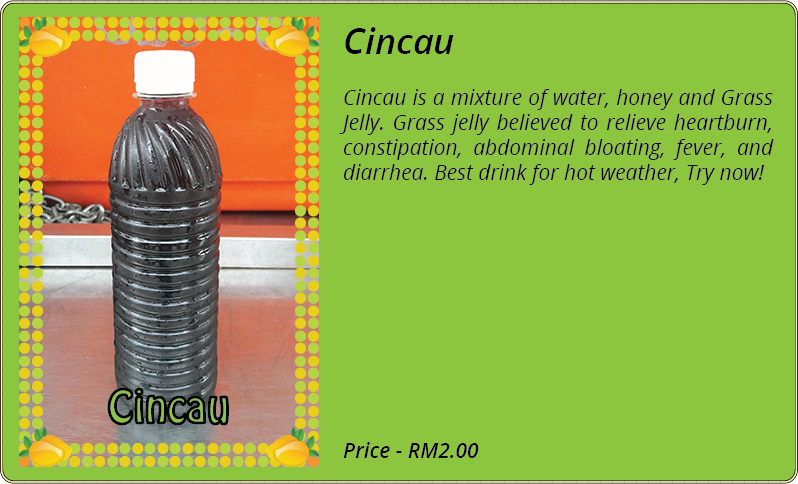 Cincau
Cincau is a mixture of water, honey and Grass
Jelly. Grass jelly believed to relieve heartburn,
constipation, abdominal bloating, fever, and
diarrhea. Best drink for hot weather, Try now!
Cincau
Price - RM2.00